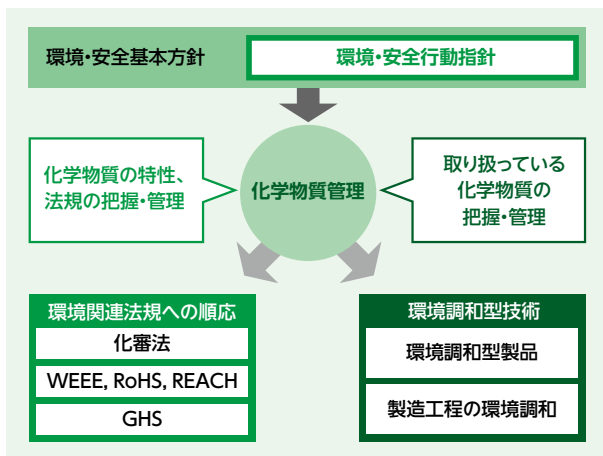 環境・安全基本方針
環境・安全行動指針
化学物質の特性、
法規の把握・管理
化学物質管理
取り扱っている
化学物質の
把握・管理
環境関連法規への順応
化審法
WEEE, RoHS, REACH
GHS
環境調和型技術
環境調和型製品
製造工程の環境調和